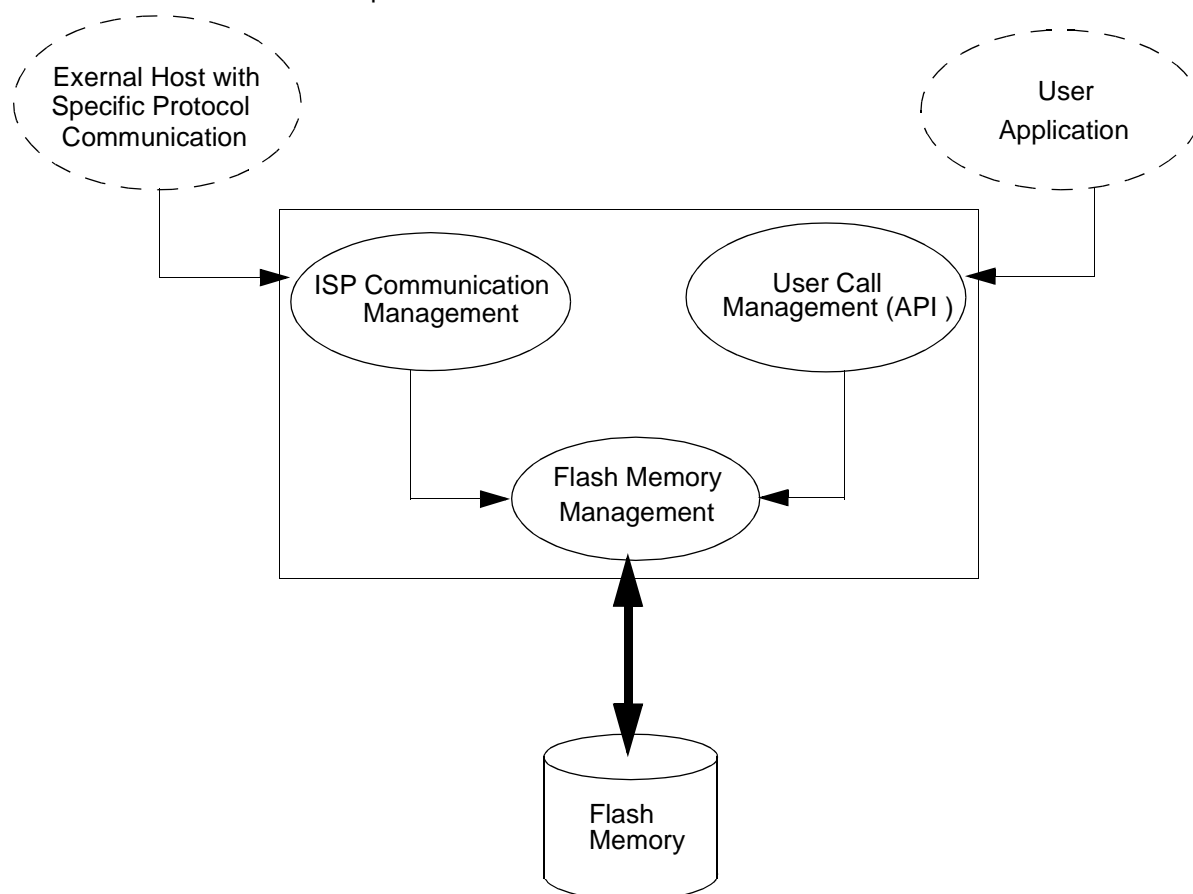 Exernal Host with
Specific Protocol
Communication
User
Application
ISP Communication
Management
User Call
Management (API )
Flash Memory
Management
Flash
Memory